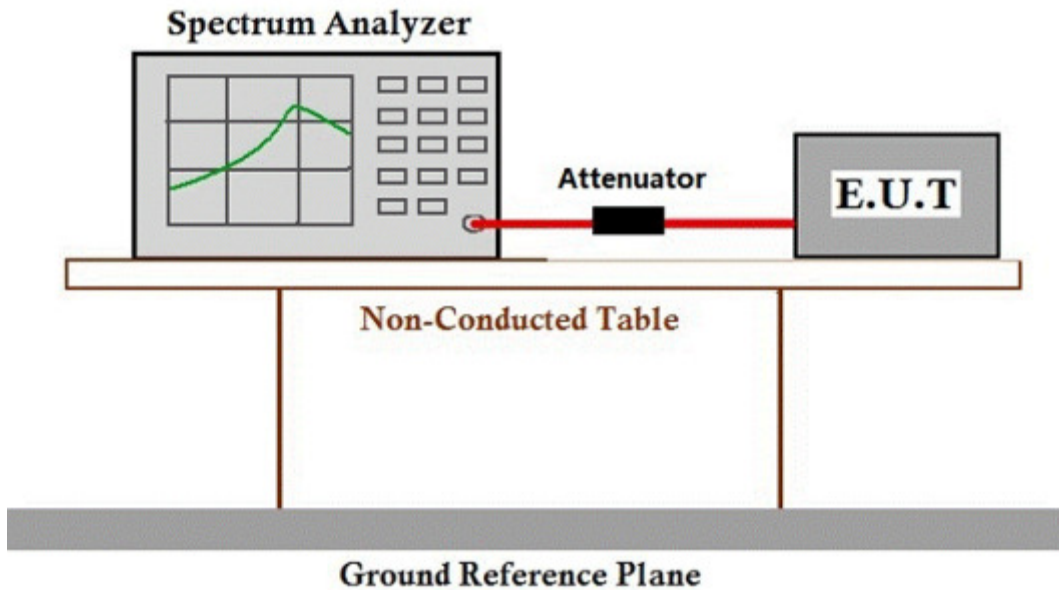 Spectrum Analyzer
Attenuator
E.U.T
Non-Conducted Table
Ground Reference Plane